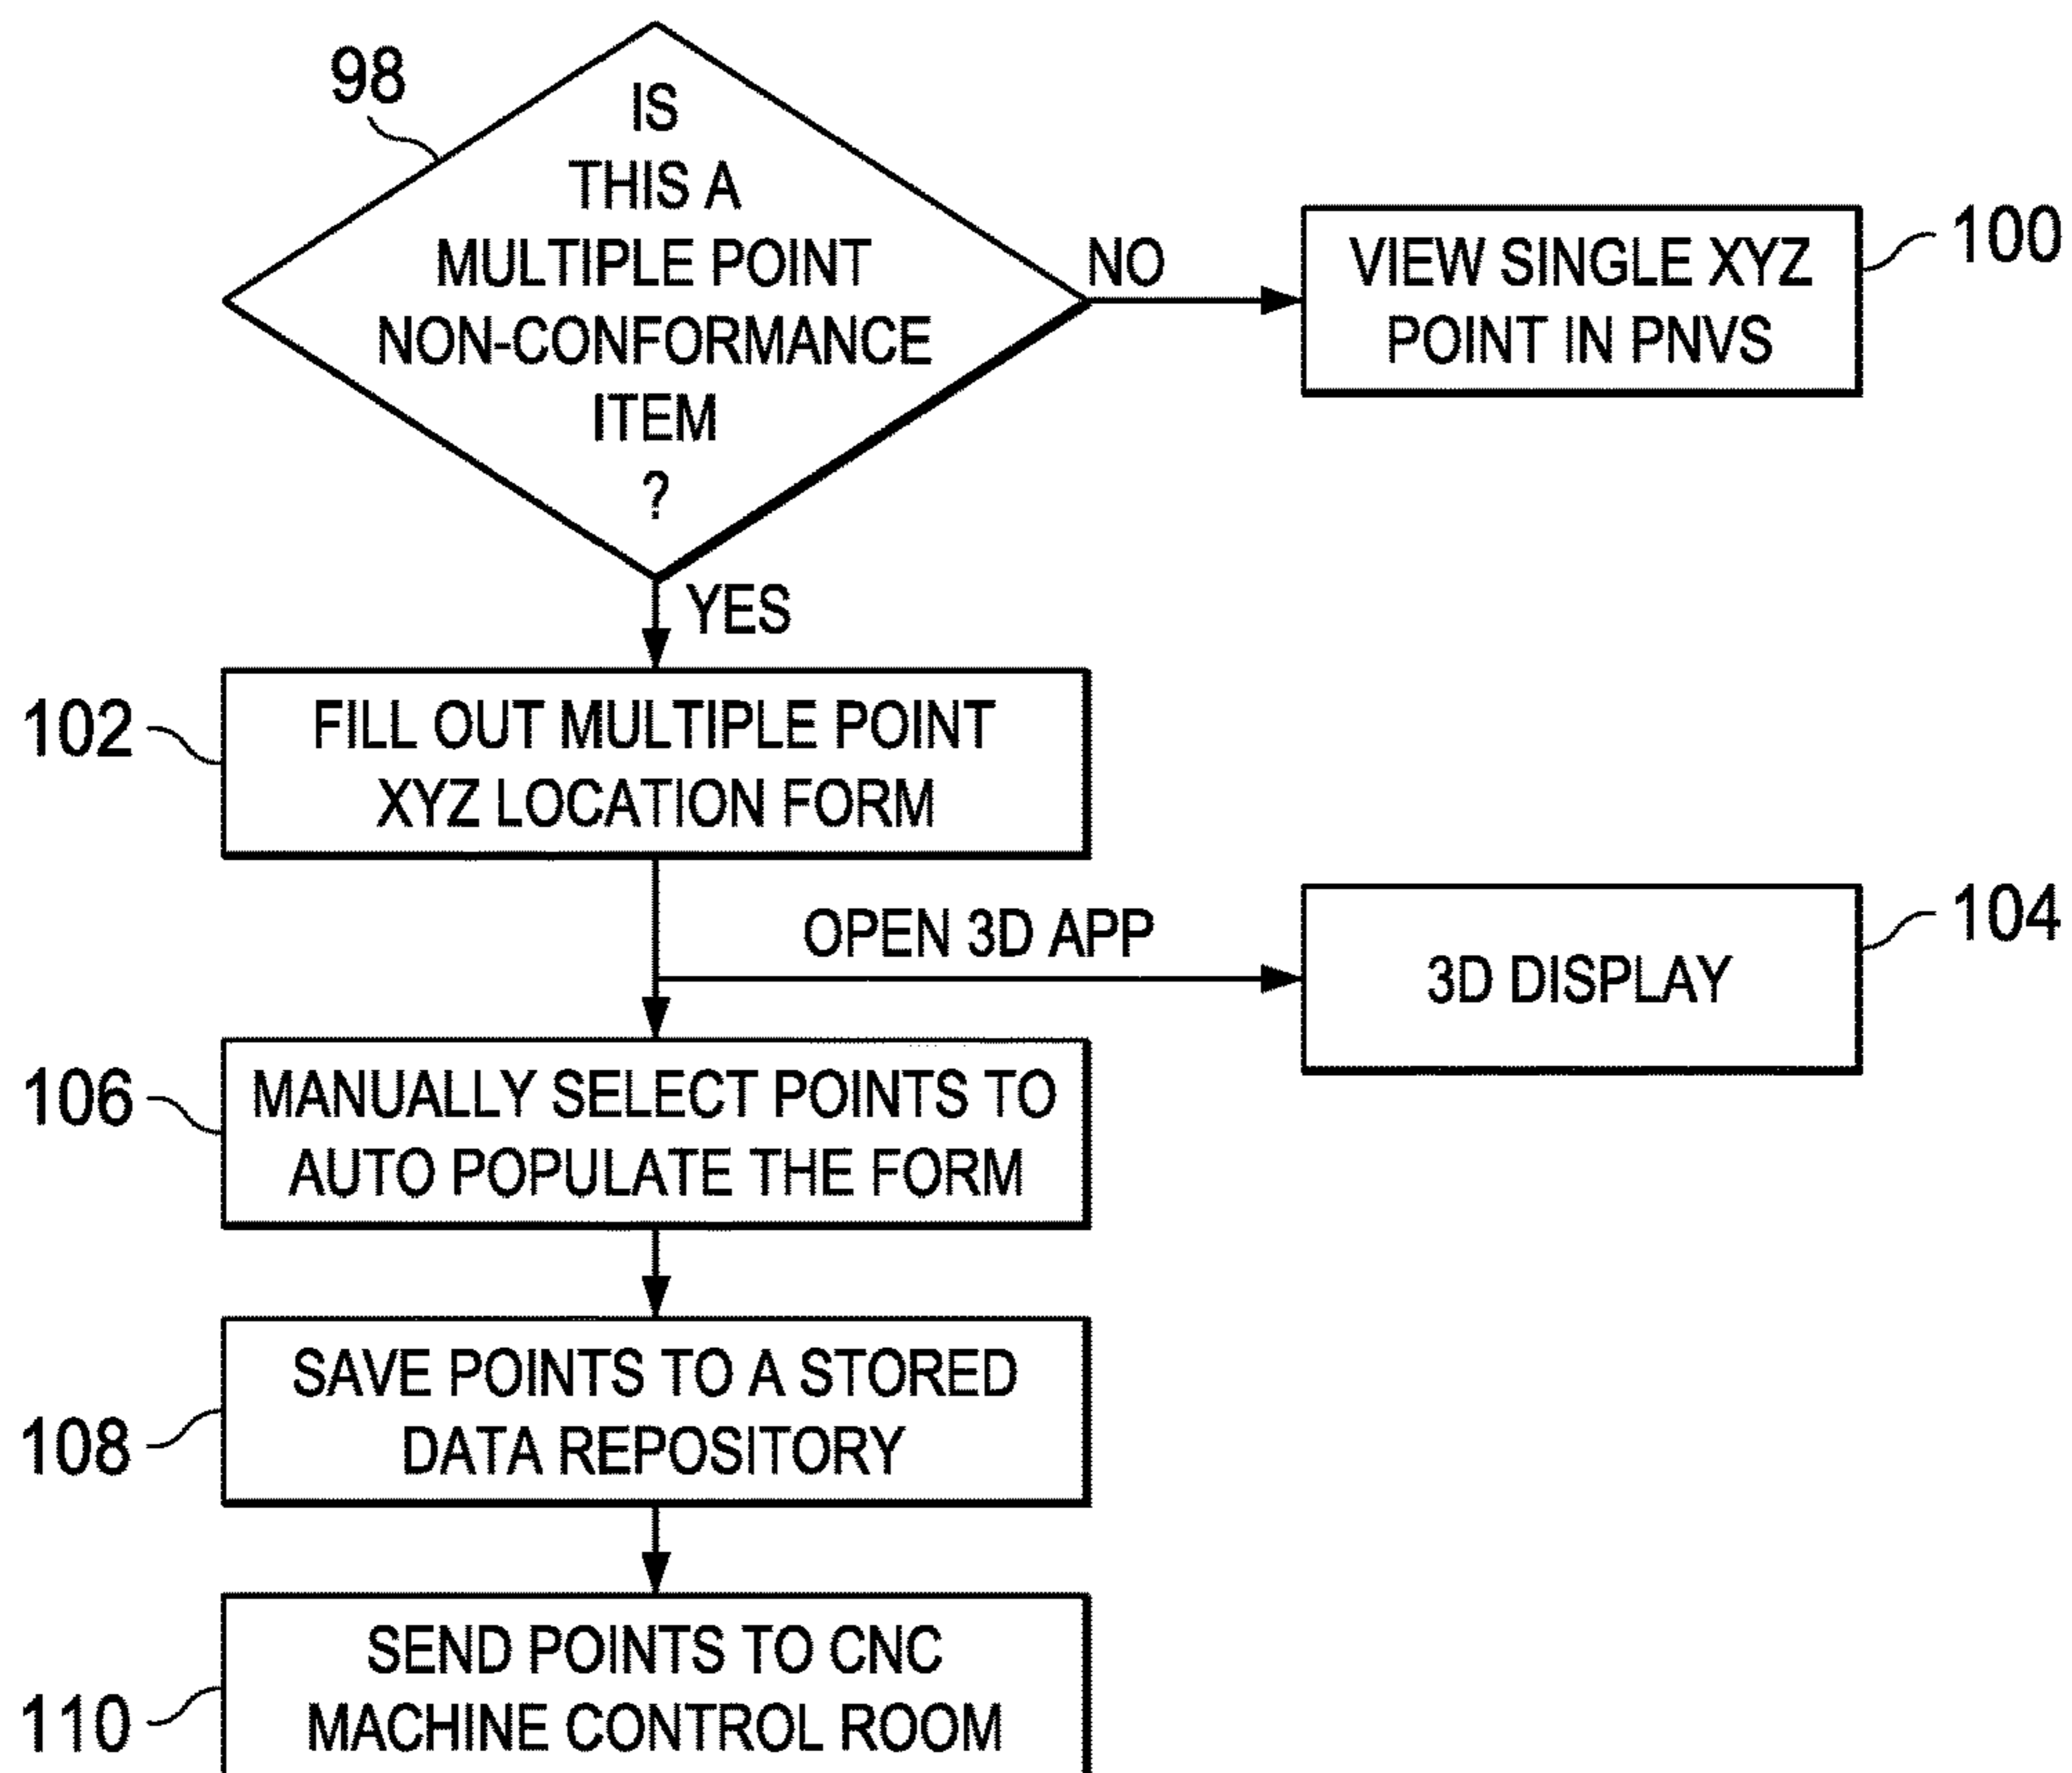 98
IS
THIS A
MULTIPLE POINT
NON-CONFORMANCE
ITEM
?
NO
VIEW SINGLE XYZ
POINT IN PNVS
100
YES
102
FILL OUT MULTIPLE POINT
XYZ LOCATION FORM
OPEN 3D APP
3D DISPLAY
104
106
MANUALLY SELECT POINTS TO
AUTO POPULATE THE FORM
108
SAVE POINTS TO A STORED
DATA REPOSITORY
110
SEND POINTS TO CNC
MACHINE CONTROL ROOM